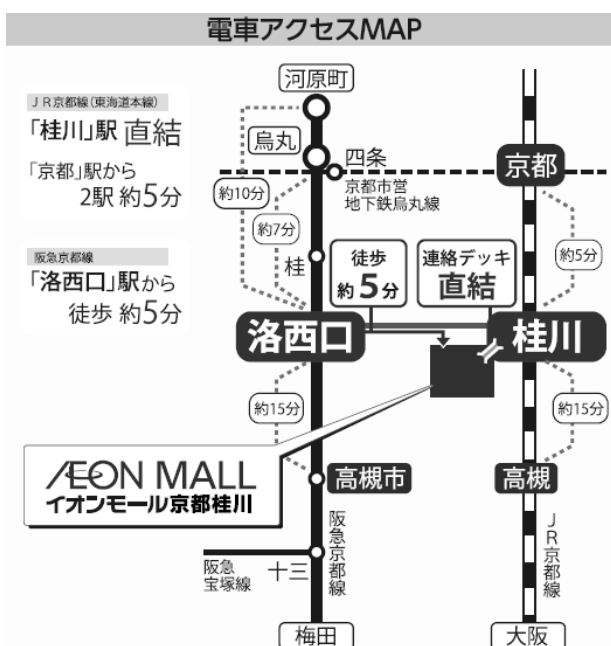 電車アクセスMAP
JR京都線(東海道本線)
「桂川」駅 直結
「京都」駅から
2駅 約5分
阪急京都線
「洛西口」駅から
徒歩 約5分
河原町
烏丸
四条
京都市営
地下鉄烏丸線
京都
約10分
約7分
約5分
桂
徒歩
約5分
連絡デッキ
直結
洛西口
桂川
約15分
約15分
ÆON MALL
イオンモール京都桂川
高槻市
高槻
阪急京都線
JR京都線
阪急
宝塚線
十三
梅田
大阪